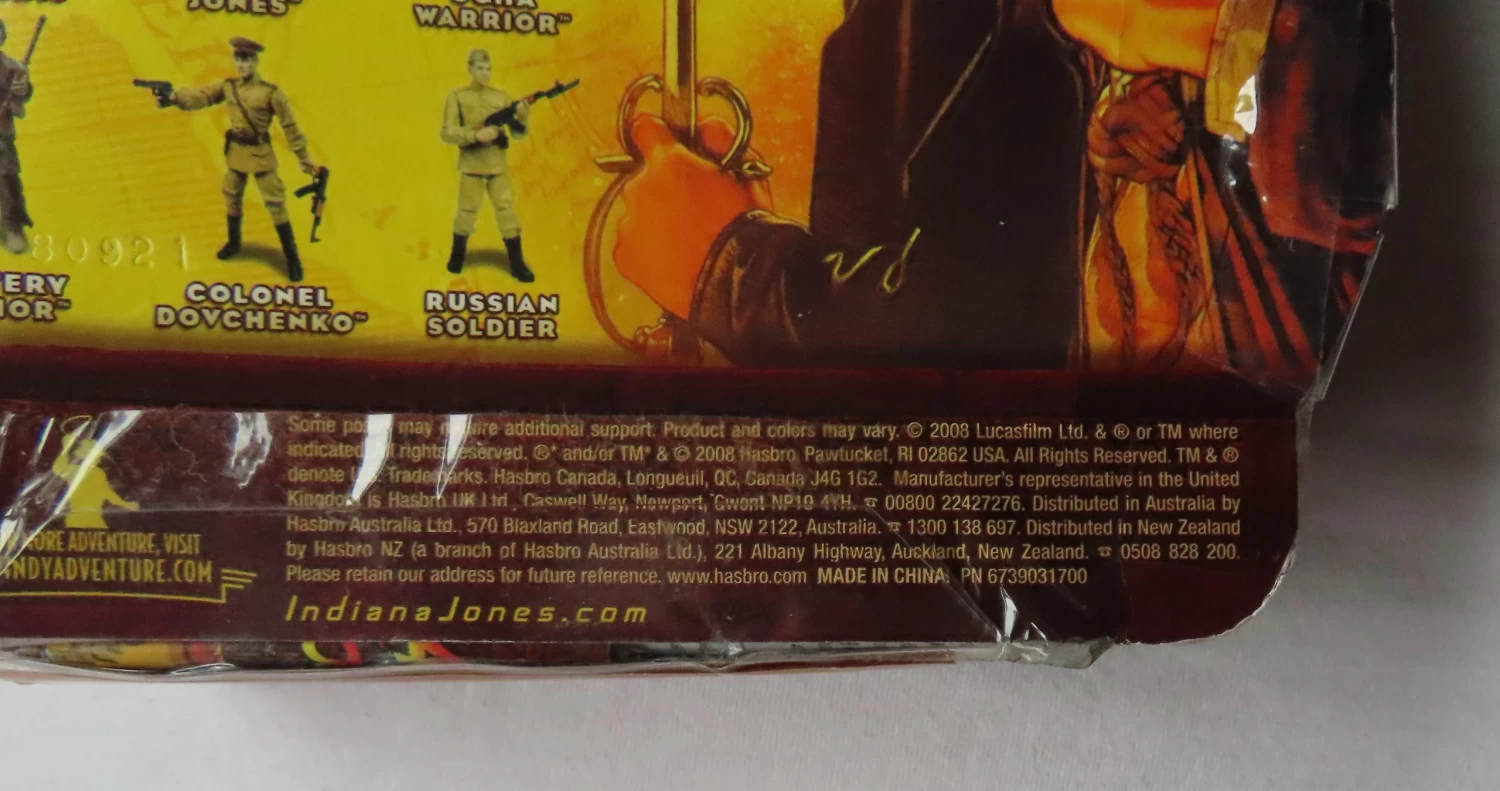 JONES™
WARRIOR™
80921
COLONEL
DOVCHENKO™
RUSSIAN
SOLDIER
Some may additional support. Product and colors may vary. © 2008 Lucasfilm Ltd. & ® or TM where
indicated. All rights reserved. ®* and/or TM* & © 2008 Hasbro, Pawtucket, RI 02862 USA. All Rights Reserved. TM & ®
denote Trademarks. Hasbro Canada, Longueuil, QC, Canada J4G 1G2. Manufacturer's representative in the United
Kingdom is Hasbro UK Ltd., Caswell Way, Newport, Gwent NP19 4YH. ☎ 00800 22427276. Distributed in Australia by
Hasbro Australia Ltd., 570 Blaxland Road, Eastwood, NSW 2122, Australia. ☎ 1300 138 697. Distributed in New Zealand
by Hasbro NZ (a branch of Hasbro Australia Ltd.), 221 Albany Highway, Auckland, New Zealand. ☎ 0508 828 200.
Please retain our address for future reference. www.hasbro.com MADE IN CHINA. PN 6739031700
ADVENTURE, VISIT
NDYADVENTURE.COM
IndianaJones.com